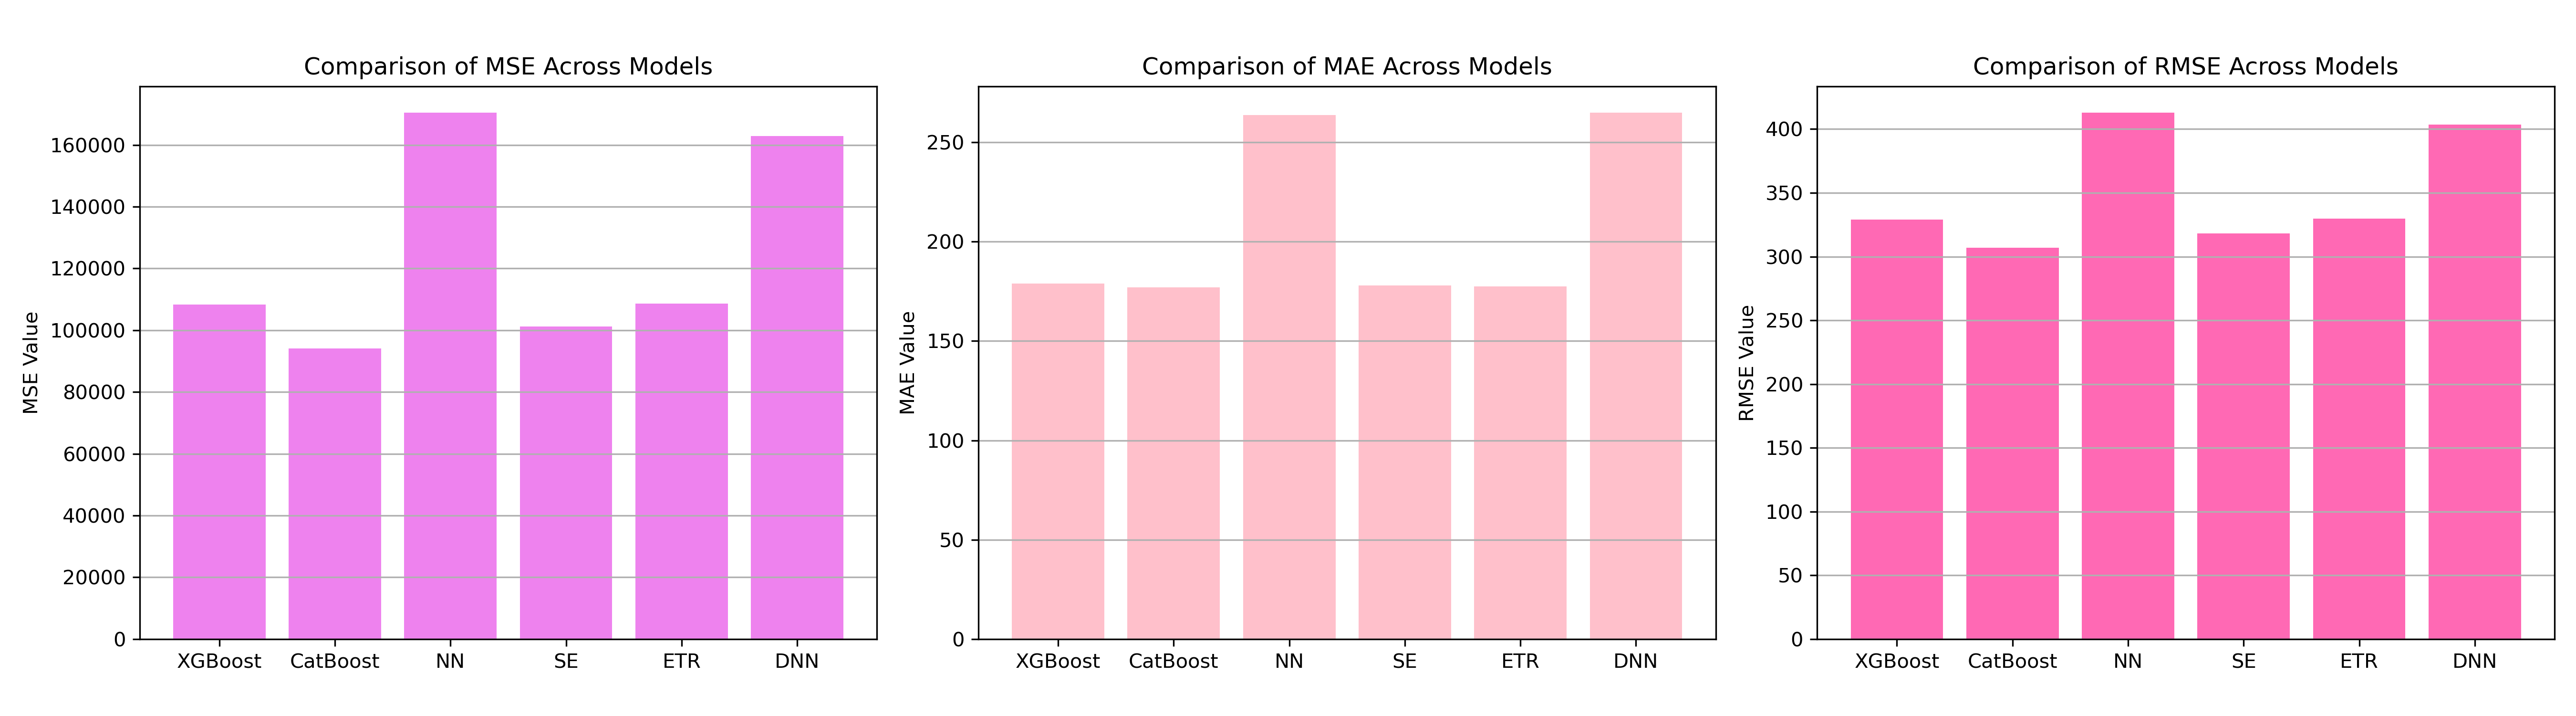 Comparison of MSE Across Models
MSE Value
160000
140000
120000
100000
80000
60000
40000
20000
0
XGBoost CatBoost NN SE ETR DNN
Comparison of MAE Across Models
MAE Value
250
200
150
100
50
0
XGBoost CatBoost NN SE ETR DNN
Comparison of RMSE Across Models
RMSE Value
400
350
300
250
200
150
100
50
0
XGBoost CatBoost NN SE ETR DNN